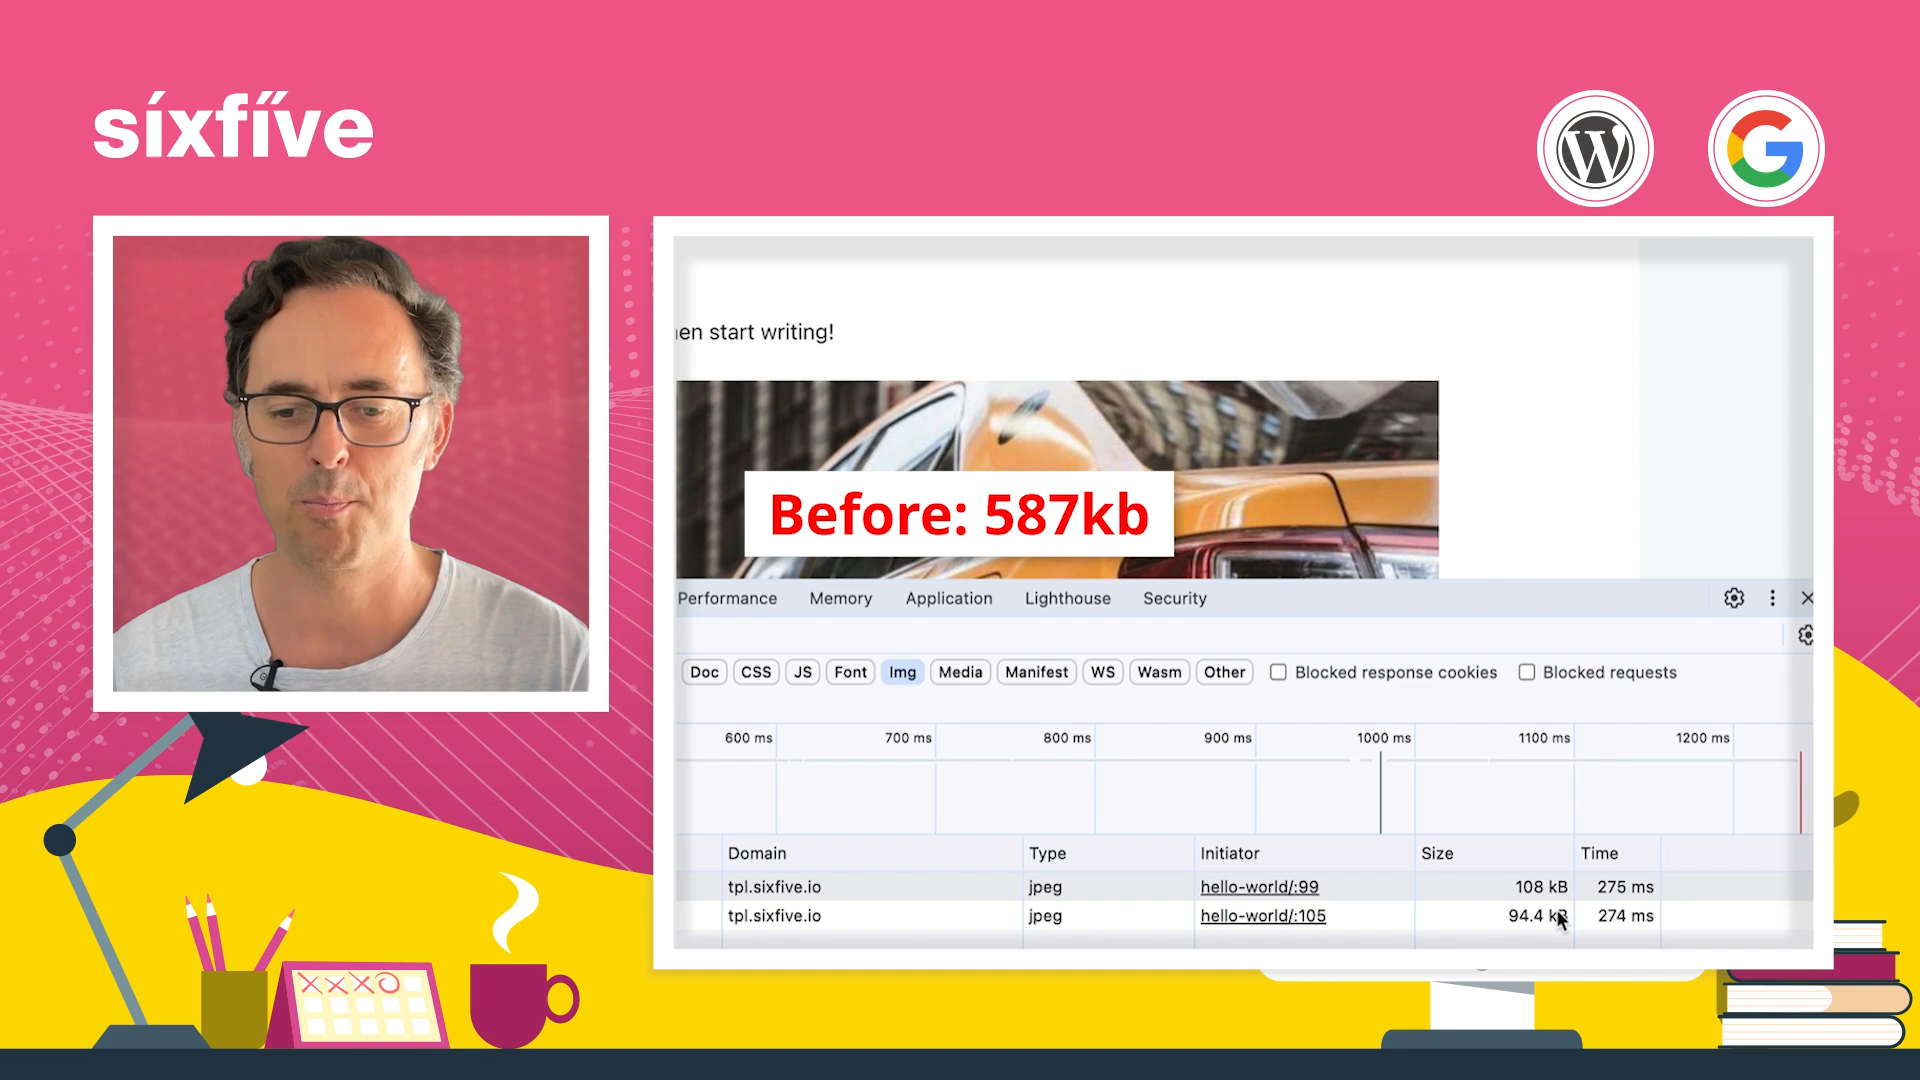 síxfíve
nen start writing!
Before: 587kb
Performance Memory Application Lighthouse Security
Doc CSS JS Font Img Media Manifest WS Wasm Other Blocked response cookies Blocked requests
600 ms 700 ms 800 ms 900 ms 1000 ms 1100 ms 1200 ms
Domain Type Initiator Size Time
tpl.sixfive.io jpeg hello-world/:99 108 kB 275 ms
tpl.sixfive.io jpeg hello-world/:105 94.4 kB 274 ms